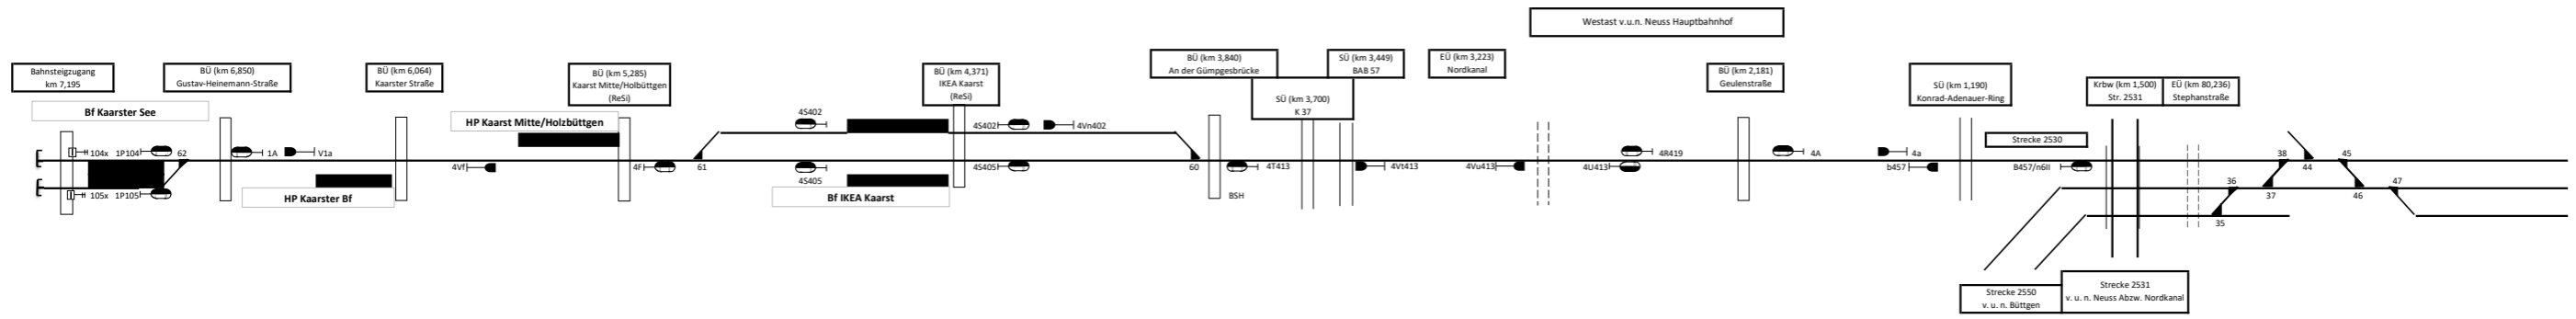 Westast v.u.n. Neuss Hauptbahnhof
Bahnsteigzugang
km 7,195
BÜ (km 6,850)
Gustav-Heinemann-Straße
BÜ (km 6,064)
Kaarster Straße
BÜ (km 5,285)
Kaarst Mitte/Holbüttgen
(ReSi)
BÜ (km 4,371)
IKEA Kaarst
(ReSi)
BÜ (km 3,840)
An der Gümpgesbrücke
SÜ (km 3,700)
K 37
SÜ (km 3,449)
BAB 57
EÜ (km 3,223)
Nordkanal
BÜ (km 2,181)
Geulenstraße
SÜ (km 1,190)
Konrad-Adenauer-Ring
Krbw (km 1,500)
Str. 2531
EÜ (km 80,236)
Stephanstraße
Bf Kaarster See
HP Kaarst Mitte/Holzbüttgen
4S402
4S402
4Vn402
Strecke 2530
104x
1P104
62
1A
V1a
4Vf
4F
61
4S405
4S405
60
4T413
4Vt413
4Vu413
4U413
4R419
4A
4a
b457
B457/n6II
38
44
45
105x
1P105
HP Kaarster Bf
Bf IKEA Kaarst
BSH
36
37
46
47
35
Strecke 2550
v. u. n. Büttgen
Strecke 2531
v. u. n. Neuss Abzw. Nordkanal